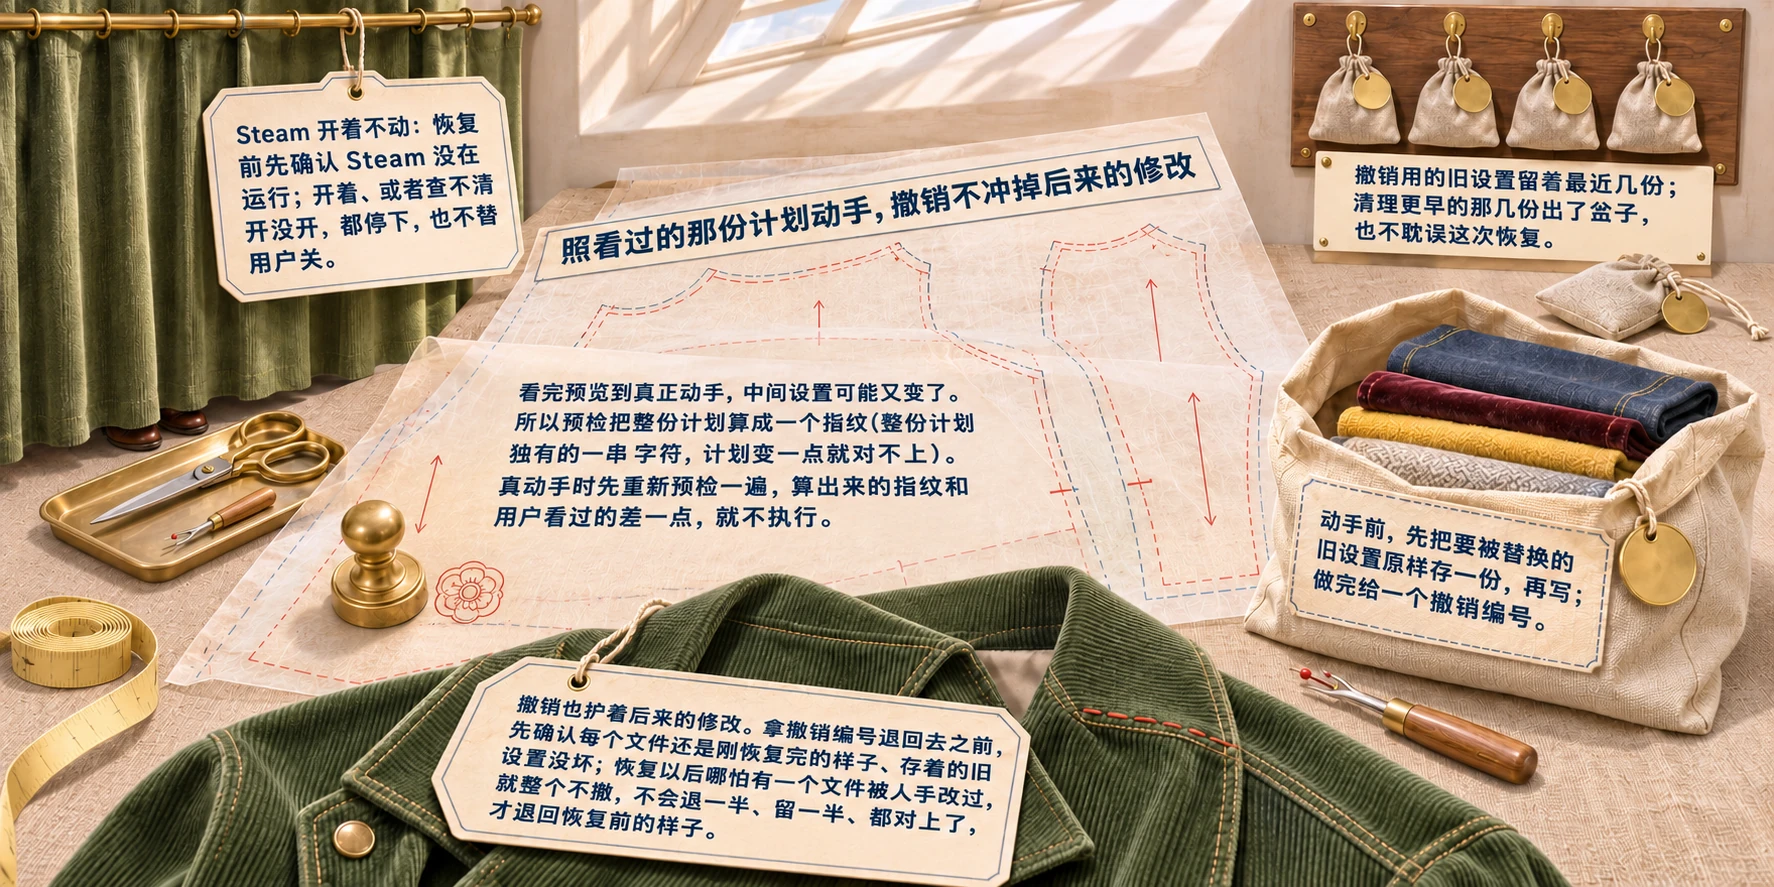 照看过的那份计划动手，撤销不冲掉后来的修改
Steam 开着不动：恢复
前先确认 Steam 没在
运行；开着、或者查不清
开没开，都停下，也不替
用户关。
撤销用的旧设置留着最近几份；
清理更早的那几份出了岔子，
也不耽误这次恢复。
看完预览到真正动手，中间设置可能又变了。
所以预检把整份计划算成一个指纹(整份计划
独有的一串字符，计划变一点就对不上)。
真动手时先重新预检一遍，算出来的指纹和
用户看过的差一点，就不执行。
动手前，先把要被替换的
旧设置原样存一份，再写；
做完给一个撤销编号。
撤销也护着后来的修改。拿撤销编号退回去之前，
先确认每个文件还是刚恢复完的样子、存着的旧
设置没坏；恢复以后哪怕有一个文件被人手改过，
就整个不撤，不会退一半、留一半、都对上了，
才退回恢复前的样子。